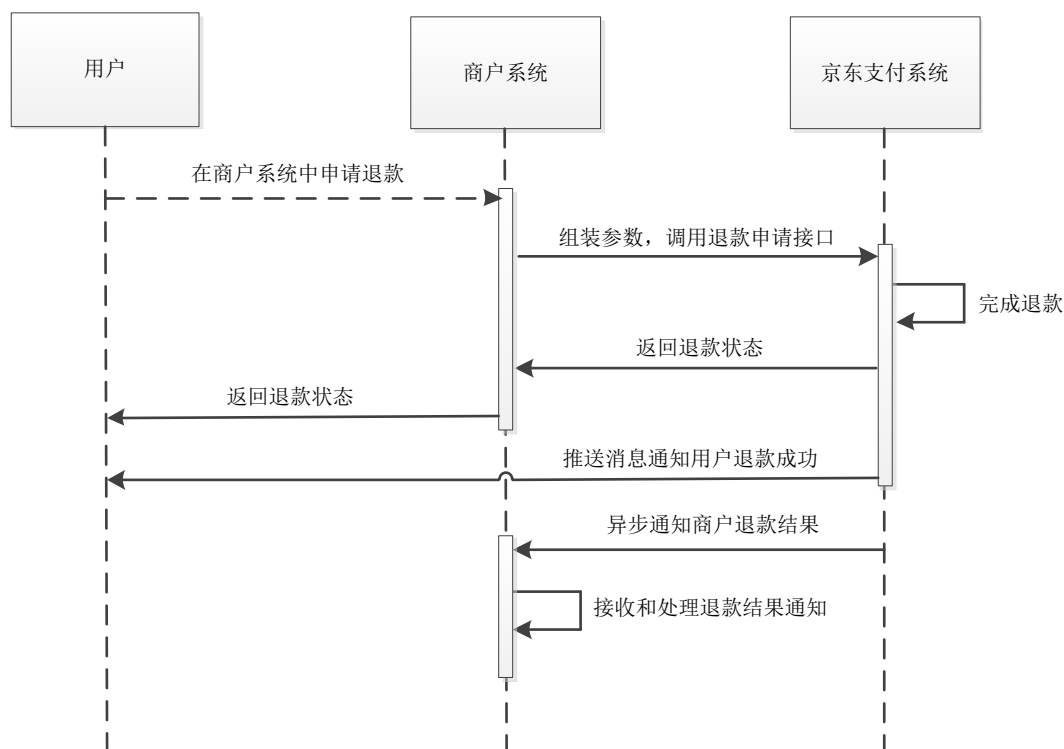 用户
商户系统
京东支付系统
在商户系统中申请退款
组装参数，调用退款申请接口
完成退款
返回退款状态
返回退款状态
推送消息通知用户退款成功
异步通知商户退款结果
接收和处理退款结果通知